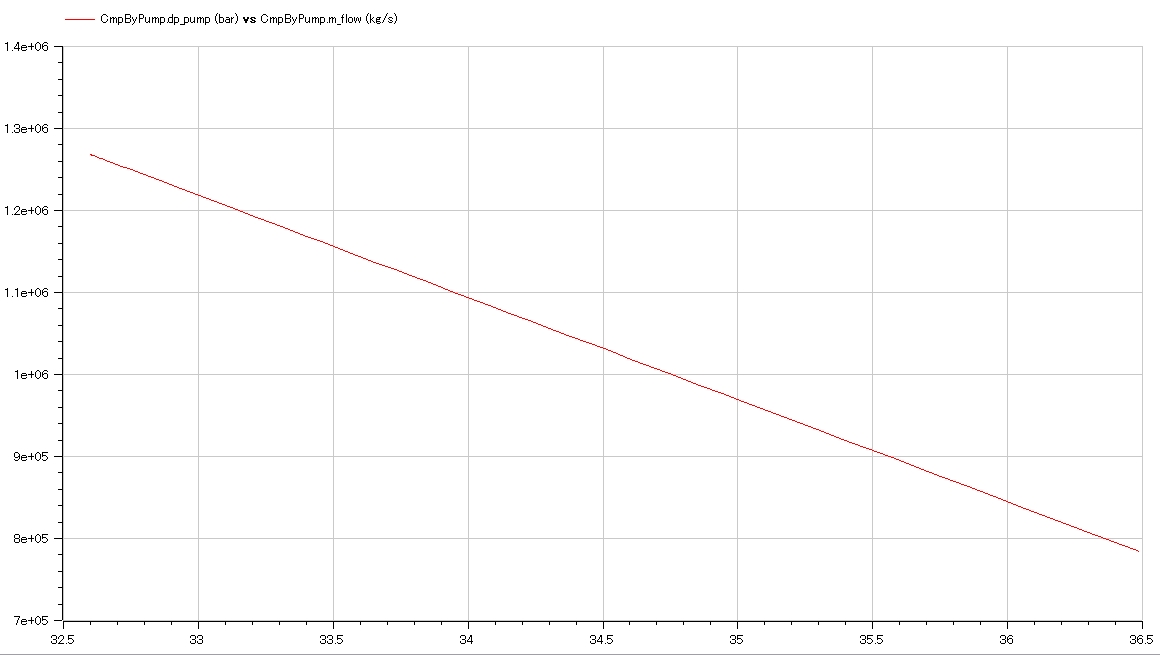 CmpByPump.dp_pump (bar) vs CmpByPump.m_flow (kg/s)
1.4e+06
1.3e+06
1.2e+06
1.1e+06
1e+06
9e+05
8e+05
7e+05
32.5 33 33.5 34 34.5 35 35.5 36 36.5